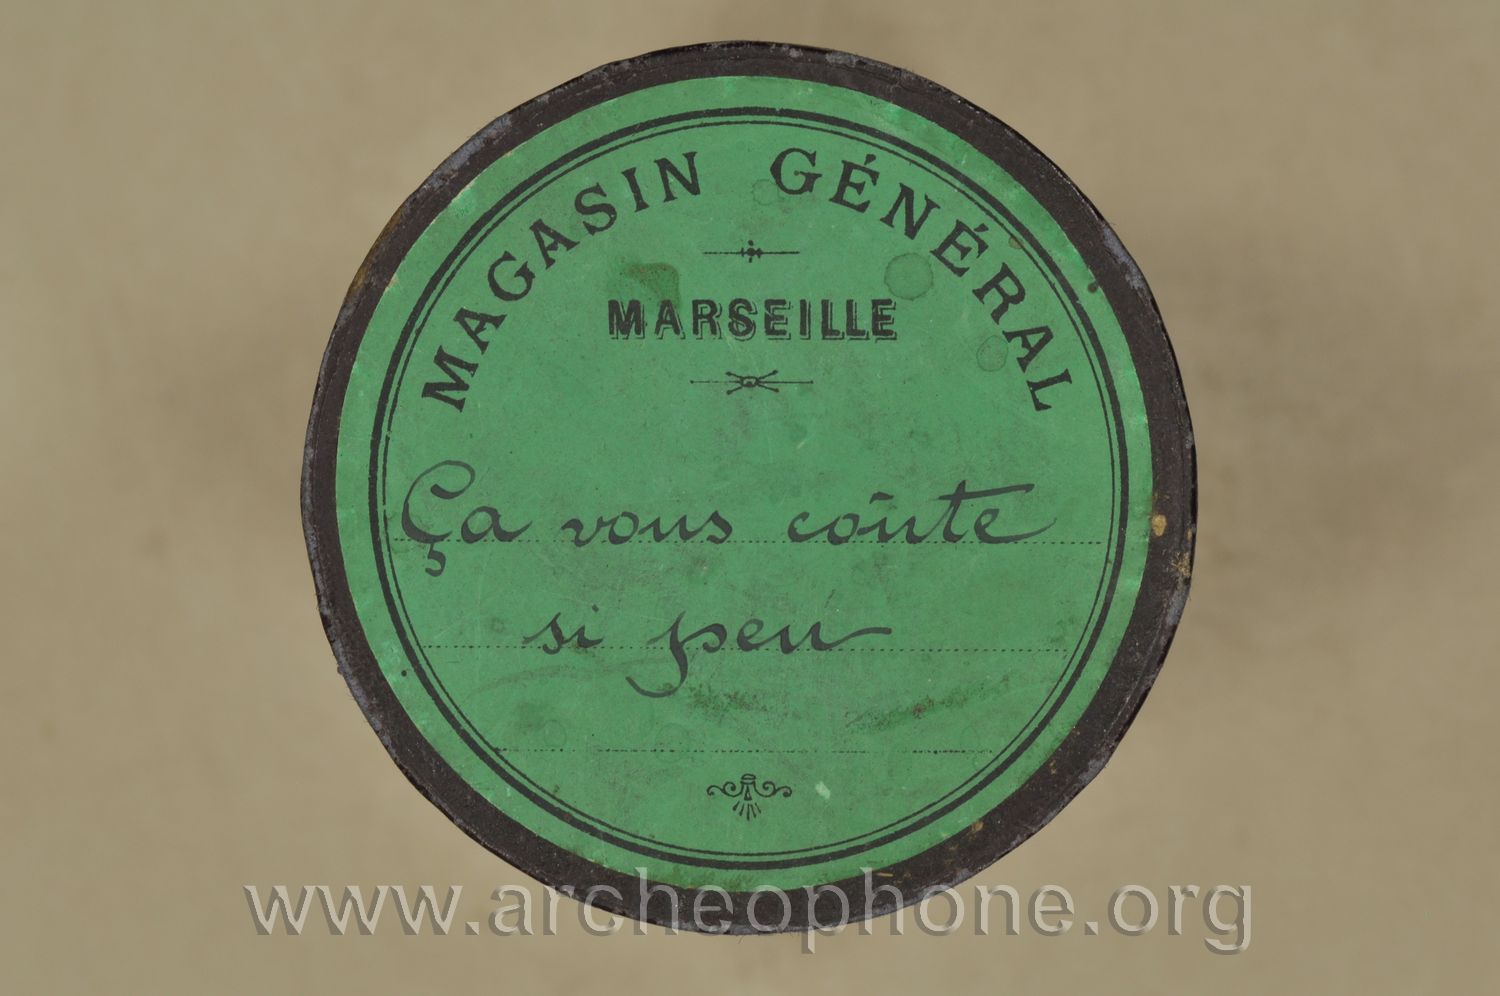 MAGASIN GÉNÉRAL
MARSEILLE
Ça vous coûte
si peu
www.archeophone.org